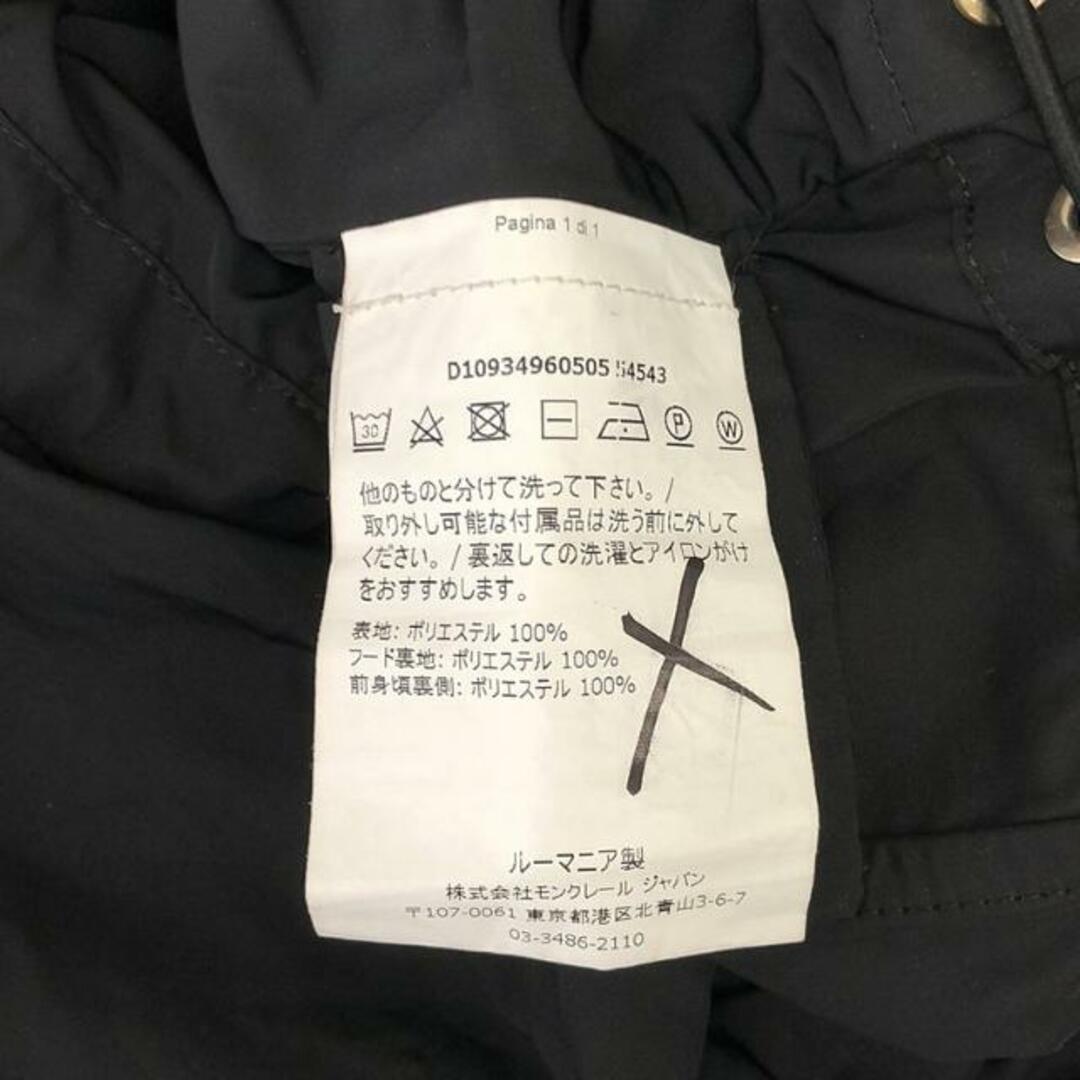 Pagina 1 di 1
D10934960505 54543
30 P W
他のものと分けて洗って下さい。/
取り外し可能な付属品は洗う前に外して
ください。/ 裏返しての洗濯とアイロンがけ
をおすすめします。
表地: ポリエステル 100%
フード裏地: ポリエステル 100%
前身頃裏側: ポリエステル 100%
ルーマニア製
株式会社モンクレール ジャパン
〒107-0061 東京都港区北青山3-6-7
03-3486-2110